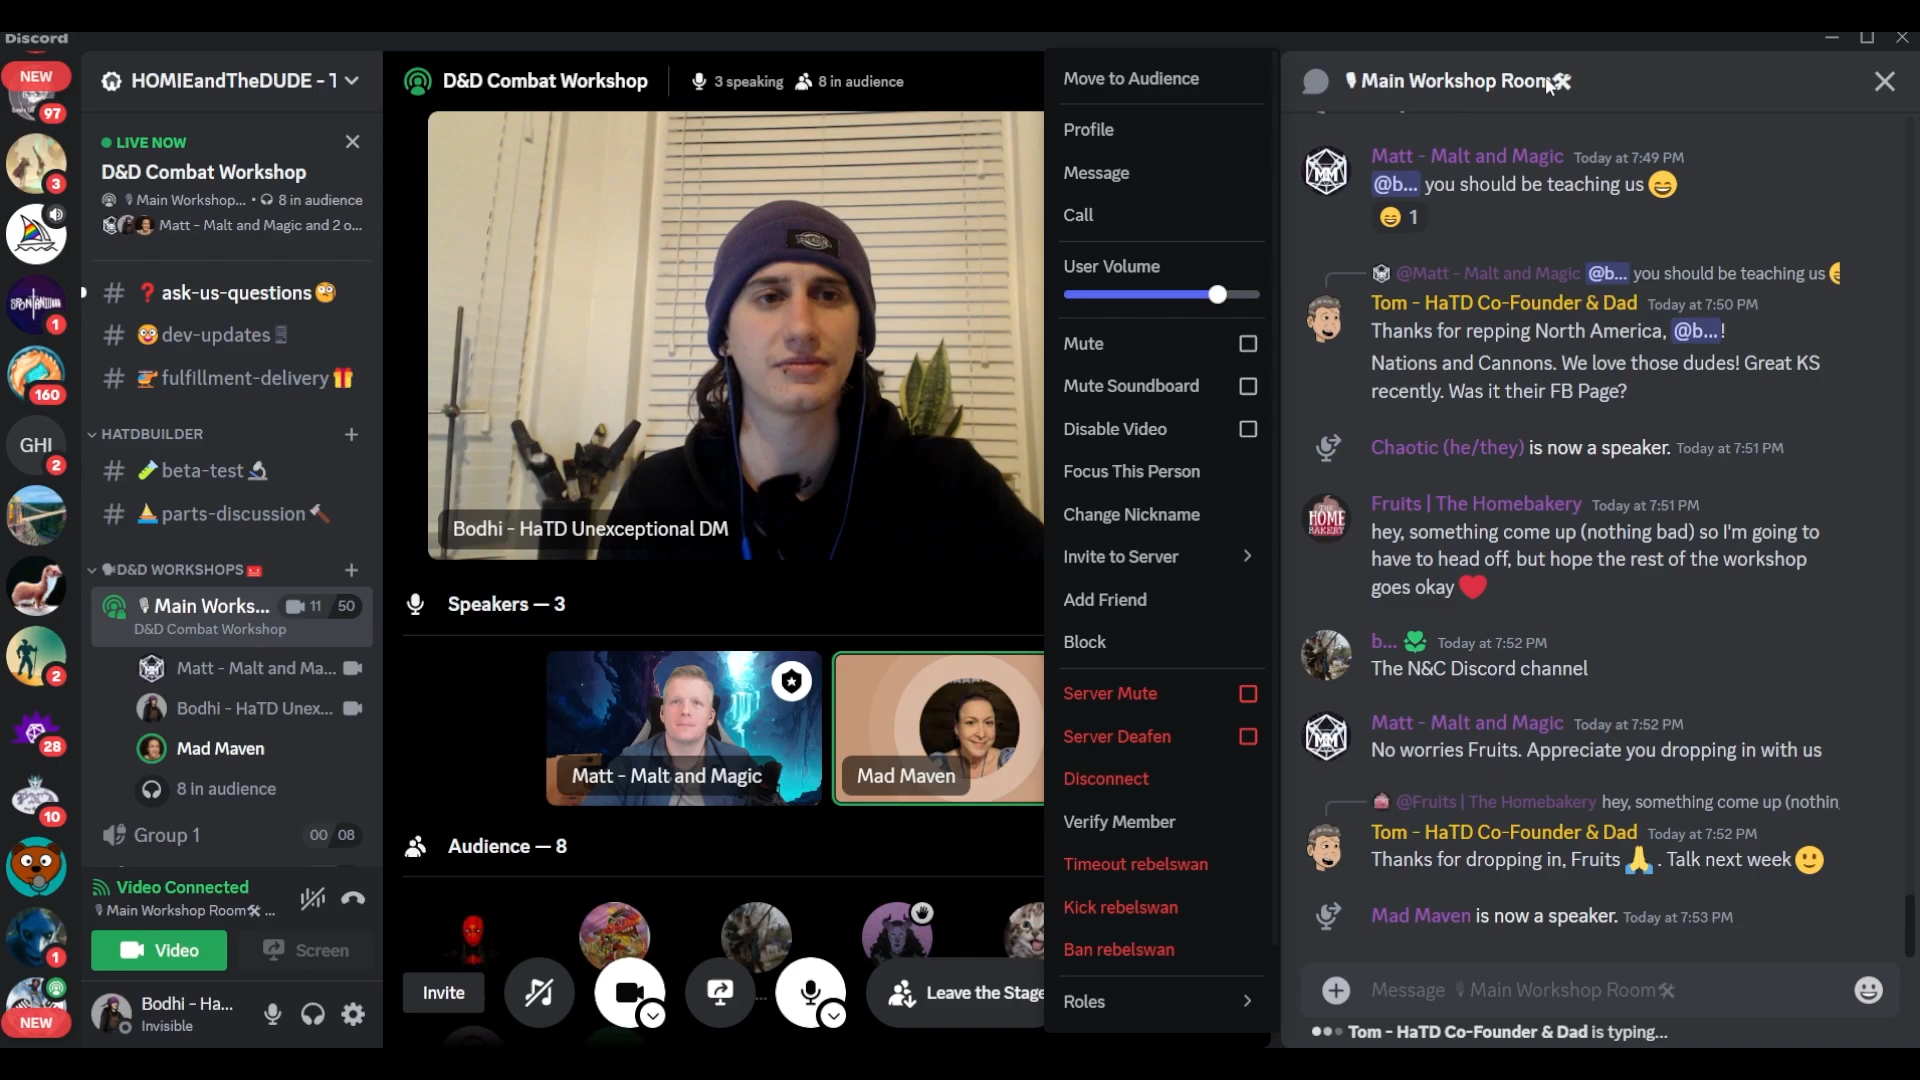 Discord
NEW
97
3
SPONTANIUUM
1
160
GHI
2
2
28
10
1
NEW
HOMIEandTheDUDE - T
LIVE NOW
D&D Combat Workshop
Main Workshop... • 8 in audience
Matt - Malt and Magic and 2 o...
# ❓ask-us-questions🧐
# dev-updates
# fulfillment-delivery🎁
HATDBUILDER
# 🧪beta-test🔬
# ⛵parts-discussion🔨
🗣D&D WORKSHOPS🧰
🎙Main Works... 11 50
D&D Combat Workshop
Matt - Malt and Ma...
Bodhi - HaTD Unex...
Mad Maven
8 in audience
Group 1 00 08
Video Connected
🎙Main Workshop Room🛠 ...
Video
Screen
Bodhi - Ha...
Invisible
D&D Combat Workshop
3 speaking 8 in audience
Bodhi - HaTD Unexceptional DM
Speakers — 3
Matt - Malt and Magic
Mad Maven
Audience — 8
Invite
...
Leave the Stage
Move to Audience
Profile
Message
Call
User Volume
Mute
Mute Soundboard
Disable Video
Focus This Person
Change Nickname
Invite to Server
Add Friend
Block
Server Mute
Server Deafen
Disconnect
Verify Member
Timeout rebelswan
Kick rebelswan
Ban rebelswan
Roles
🎙Main Workshop Room🛠
Matt - Malt and Magic Today at 7:49 PM
@b... you should be teaching us 😄
😄 1
@Matt - Malt and Magic @b... you should be teaching us
Tom - HaTD Co-Founder & Dad Today at 7:50 PM
Thanks for repping North America, @b...!
Nations and Cannons. We love those dudes! Great KS
recently. Was it their FB Page?
Chaotic (he/they) is now a speaker. Today at 7:51 PM
THE HOME BAKERY
Fruits | The Homebakery Today at 7:51 PM
hey, something come up (nothing bad) so I'm going to
have to head off, but hope the rest of the workshop
goes okay ❤️
b... Today at 7:52 PM
The N&C Discord channel
Matt - Malt and Magic Today at 7:52 PM
No worries Fruits. Appreciate you dropping in with us
@Fruits | The Homebakery hey, something come up (nothin
Tom - HaTD Co-Founder & Dad Today at 7:52 PM
Thanks for dropping in, Fruits 🙏 . Talk next week 🙂
Mad Maven is now a speaker. Today at 7:53 PM
Message 🎙Main Workshop Room🛠
Tom - HaTD Co-Founder & Dad is typing...